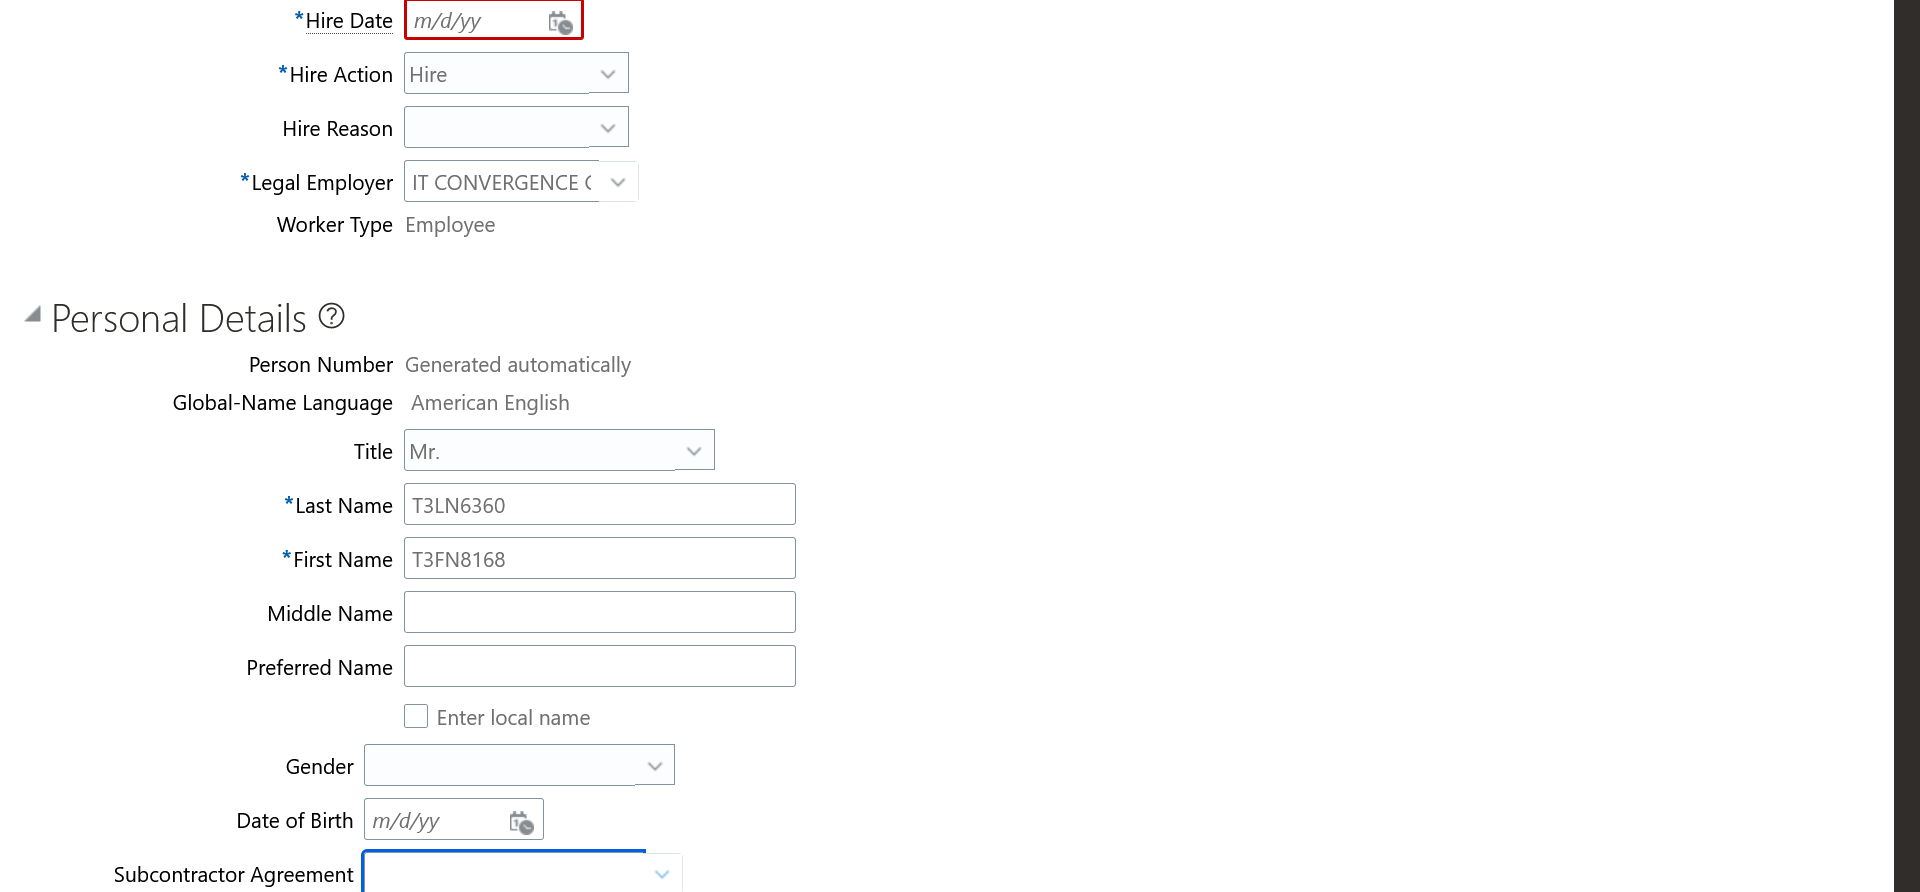 *Hire Date m/d/yy
*Hire Action Hire
Hire Reason
*Legal Employer IT CONVERGENCE
Worker Type Employee
Personal Details ?
Person Number Generated automatically
Global-Name Language American English
Title Mr.
*Last Name T3LN6360
*First Name T3FN8168
Middle Name
Preferred Name
Enter local name
Gender
Date of Birth m/d/yy
Subcontractor Agreement